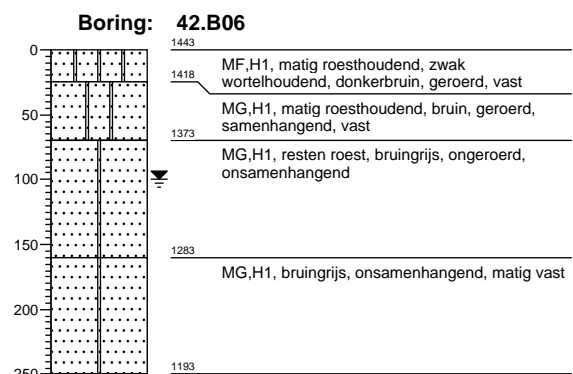 Boring: 42.B06
0
1443
MF,H1, matig roesthoudend, zwak
wortelhoudend, donkerbruin, geroerd, vast
1418
MG,H1, matig roesthoudend, bruin, geroerd,
samenhangend, vast
50
1373
MG,H1, resten roest, bruingrijs, ongeroerd,
onsamenhangend
100
150
1283
MG,H1, bruingrijs, onsamenhangend, matig vast
200
1193
250